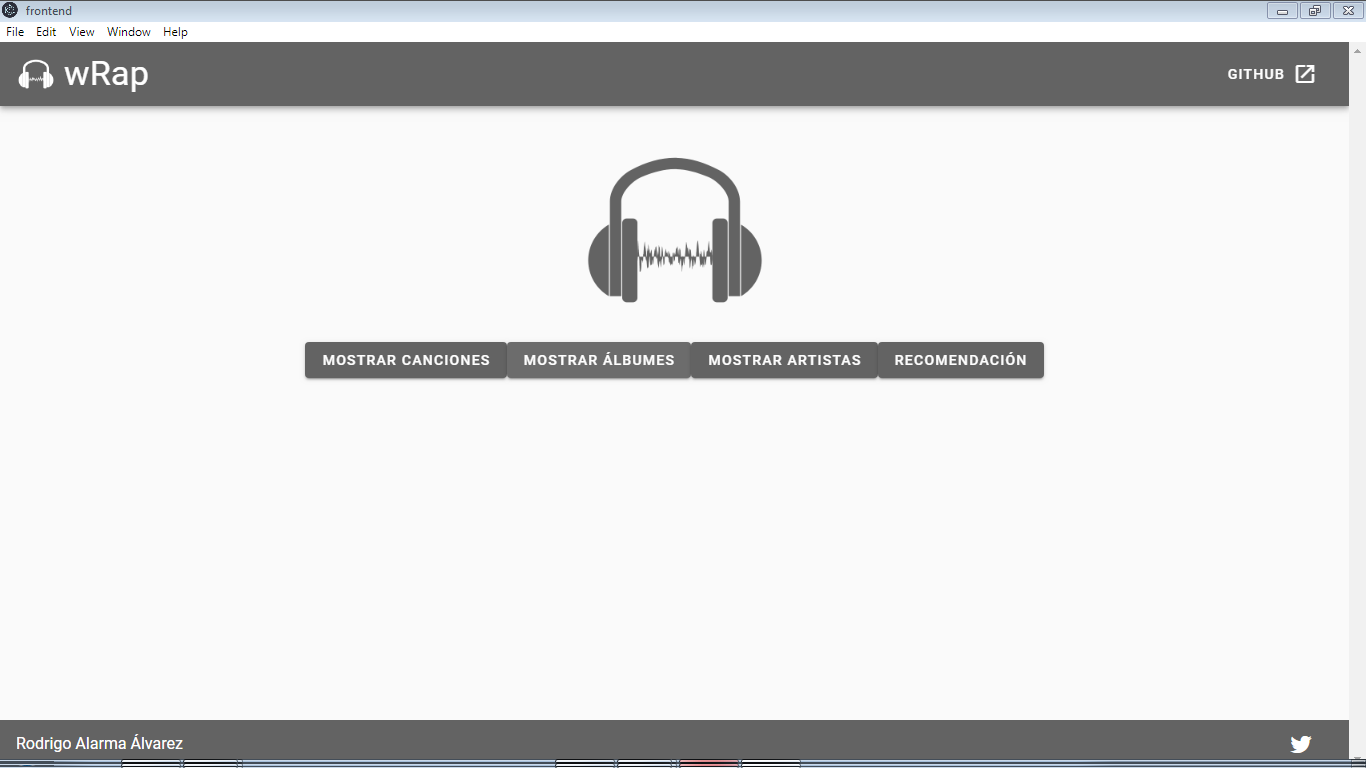 frontend
File Edit View Window Help
wRap
GITHUB
MOSTRAR CANCIONES MOSTRAR ÁLBUMES MOSTRAR ARTISTAS RECOMENDACIÓN
Rodrigo Alarma Álvarez